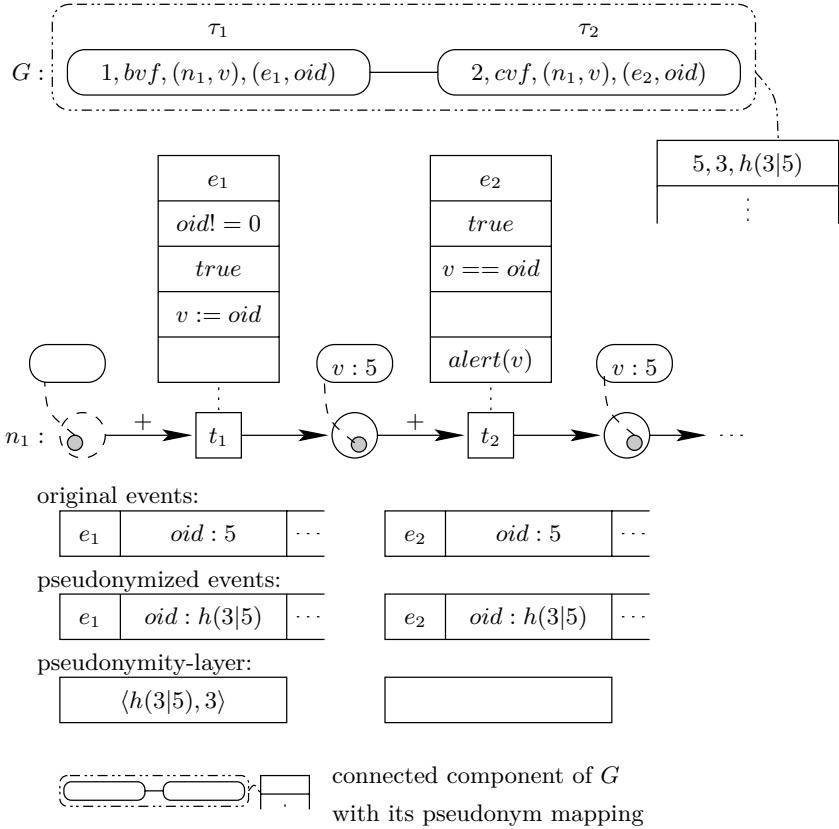 τ₁ τ₂
G : 1, bvf, (n₁, v), (e₁, oid) 2, cvf, (n₁, v), (e₂, oid)
5, 3, h(3|5)
⋮
e₁ e₂
oid! = 0 true
true v == oid
v := oid
alert(v)
v : 5 v : 5
n₁ : + t₁ + t₂ ···
original events:
e₁ oid : 5 ··· e₂ oid : 5 ···
pseudonymized events:
e₁ oid : h(3|5) ··· e₂ oid : h(3|5) ···
pseudonymity-layer:
⟨h(3|5), 3⟩
connected component of G
with its pseudonym mapping